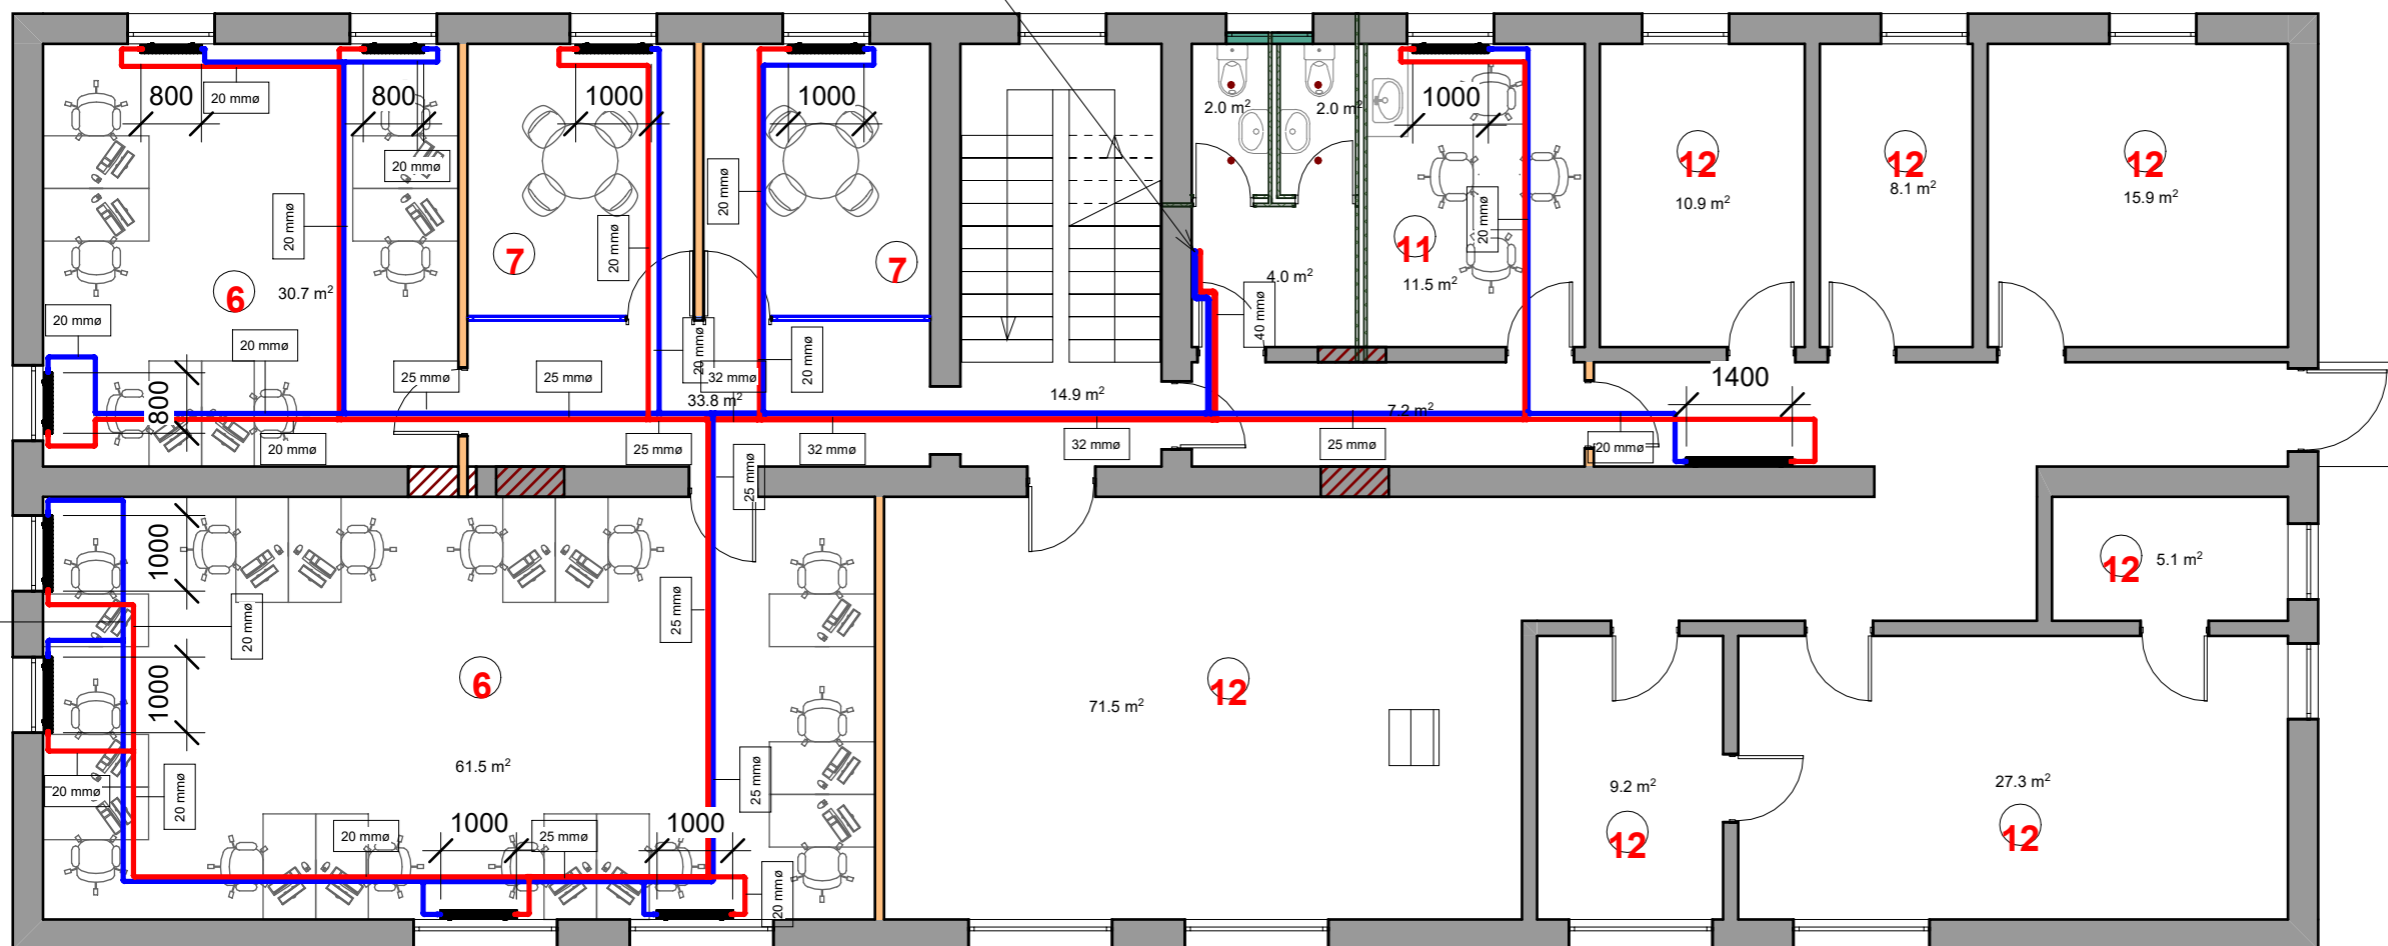 800
20 mmø
800
1000
1000
1000
2.0 m²
2.0 m²
20 mmø
20 mmø
20 mmø
20 mmø
20 mmø
12
12
12
10.9 m²
8.1 m²
15.9 m²
7
7
11
6
30.7 m²
4.0 m²
11.5 m²
40 mmø
20 mmø
20 mmø
800
25 mmø
25 mmø
20 mmø
32 mmø
20 mmø
33.8 m²
14.9 m²
7.2 m²
1400
20 mmø
25 mmø
32 mmø
32 mmø
25 mmø
20 mmø
25 mmø
1000
20 mmø
25 mmø
12
5.1 m²
1000
6
12
71.5 m²
61.5 m²
20 mmø
20 mmø
25 mmø
9.2 m²
27.3 m²
12
12
20 mmø
1000
25 mmø
1000
20 mmø